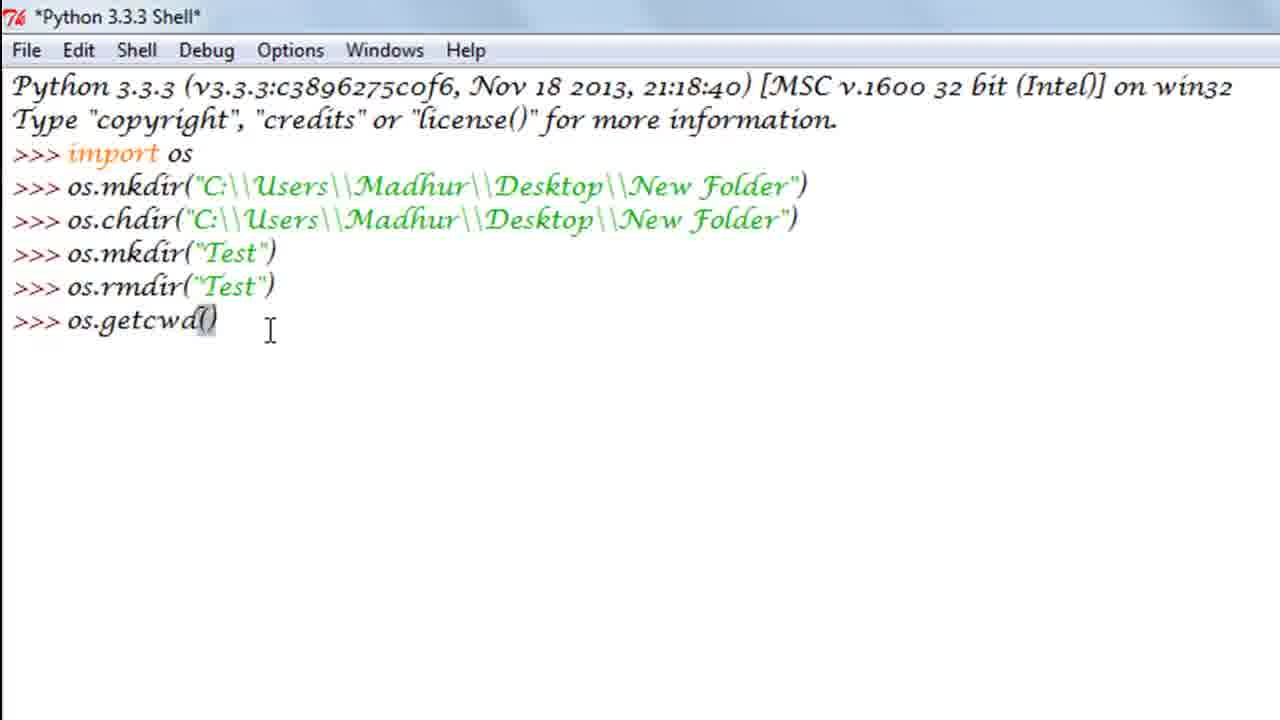 *Python 3.3.3 Shell*
File Edit Shell Debug Options Windows Help
Python 3.3.3 (v3.3.3:c3896275c0f6, Nov 18 2013, 21:18:40) [MSC v.1600 32 bit (Intel)] on win32
Type "copyright", "credits" or "license()" for more information.
>>> import os
>>> os.mkdir("C:\\Users\\Madhur\\Desktop\\New Folder")
>>> os.chdir("C:\\Users\\Madhur\\Desktop\\New Folder")
>>> os.mkdir("Test")
>>> os.rmdir("Test")
>>> os.getcwd()